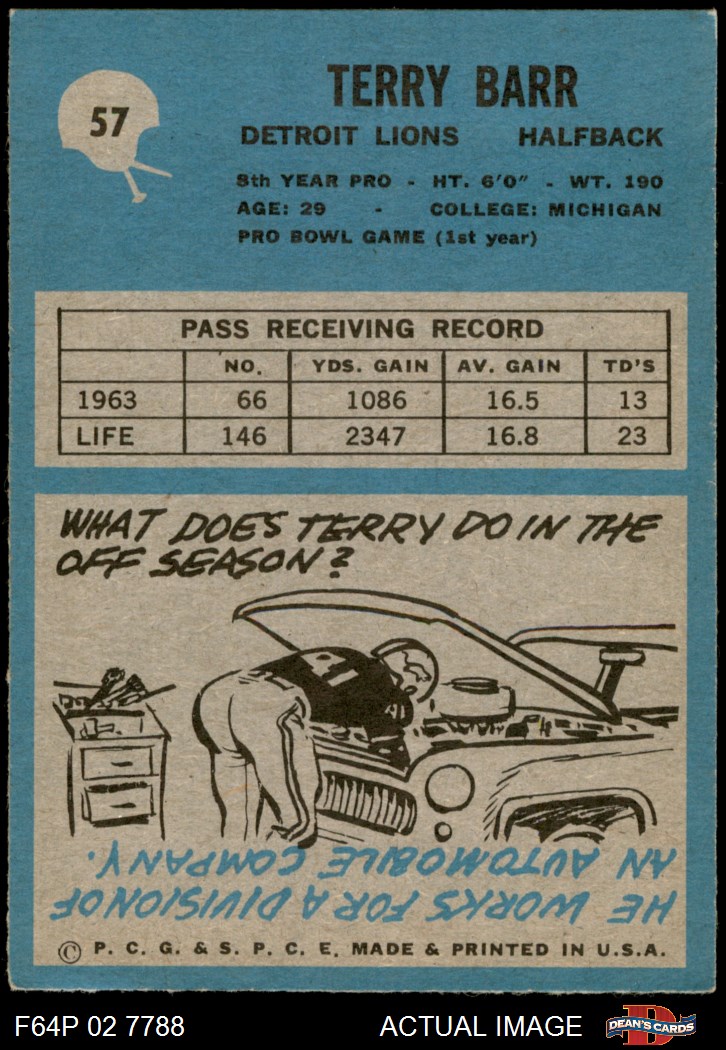 57
TERRY BARR
DETROIT LIONS HALFBACK
8th YEAR PRO - HT. 6'0" - WT. 190
AGE: 29 - COLLEGE: MICHIGAN
PRO BOWL GAME (1st year)
PASS RECEIVING RECORD
NO. YDS. GAIN AV. GAIN TD'S
1963 66 1086 16.5 13
LIFE 146 2347 16.8 23
WHAT DOES TERRY DO IN THE
OFF SEASON?
41
HE WORKS FOR A DIVISION OF
AN AUTOMOBILE COMPANY.
© P. C. G. & S. P. C. E. MADE & PRINTED IN U.S.A.
F64P 02 7788 ACTUAL IMAGE
D
DEAN'S CARDS